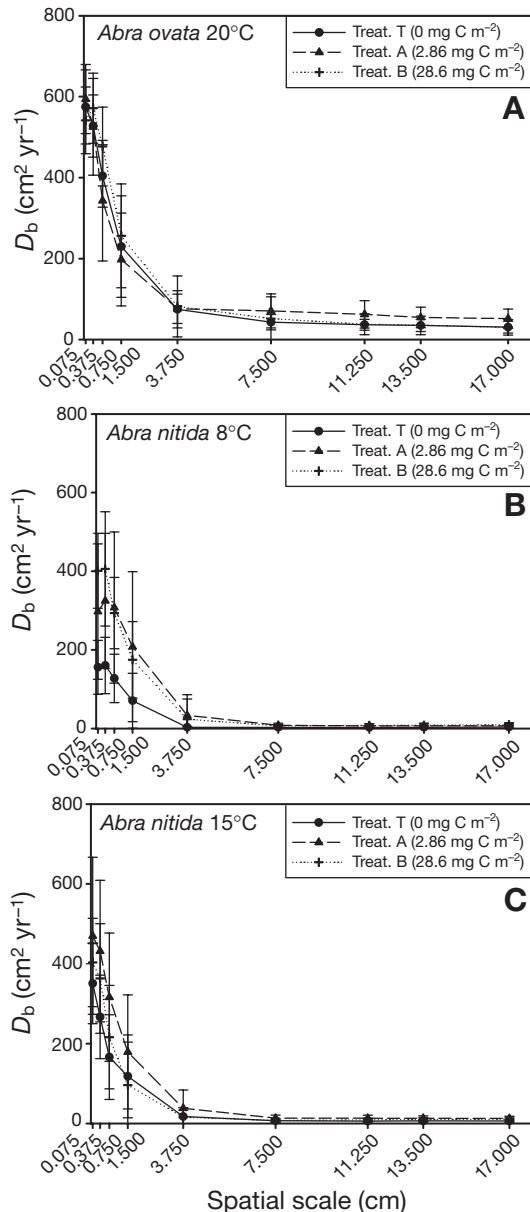 Abra ovata 20°C
Treat. T (0 mg C m⁻²)
Treat. A (2.86 mg C m⁻²)
Treat. B (28.6 mg C m⁻²)
A
800
600
400
200
0
D_b (cm² yr⁻¹)
0.075
0.375
0.750
1.500
3.750
7.500
11.250
13.500
17.000
Abra nitida 8°C
Treat. T (0 mg C m⁻²)
Treat. A (2.86 mg C m⁻²)
Treat. B (28.6 mg C m⁻²)
B
800
600
400
200
0
D_b (cm² yr⁻¹)
0.075
0.375
0.750
1.500
3.750
7.500
11.250
13.500
17.000
Abra nitida 15°C
Treat. T (0 mg C m⁻²)
Treat. A (2.86 mg C m⁻²)
Treat. B (28.6 mg C m⁻²)
C
800
600
400
200
0
D_b (cm² yr⁻¹)
0.075
0.375
0.750
1.500
3.750
7.500
11.250
13.500
17.000
Spatial scale (cm)